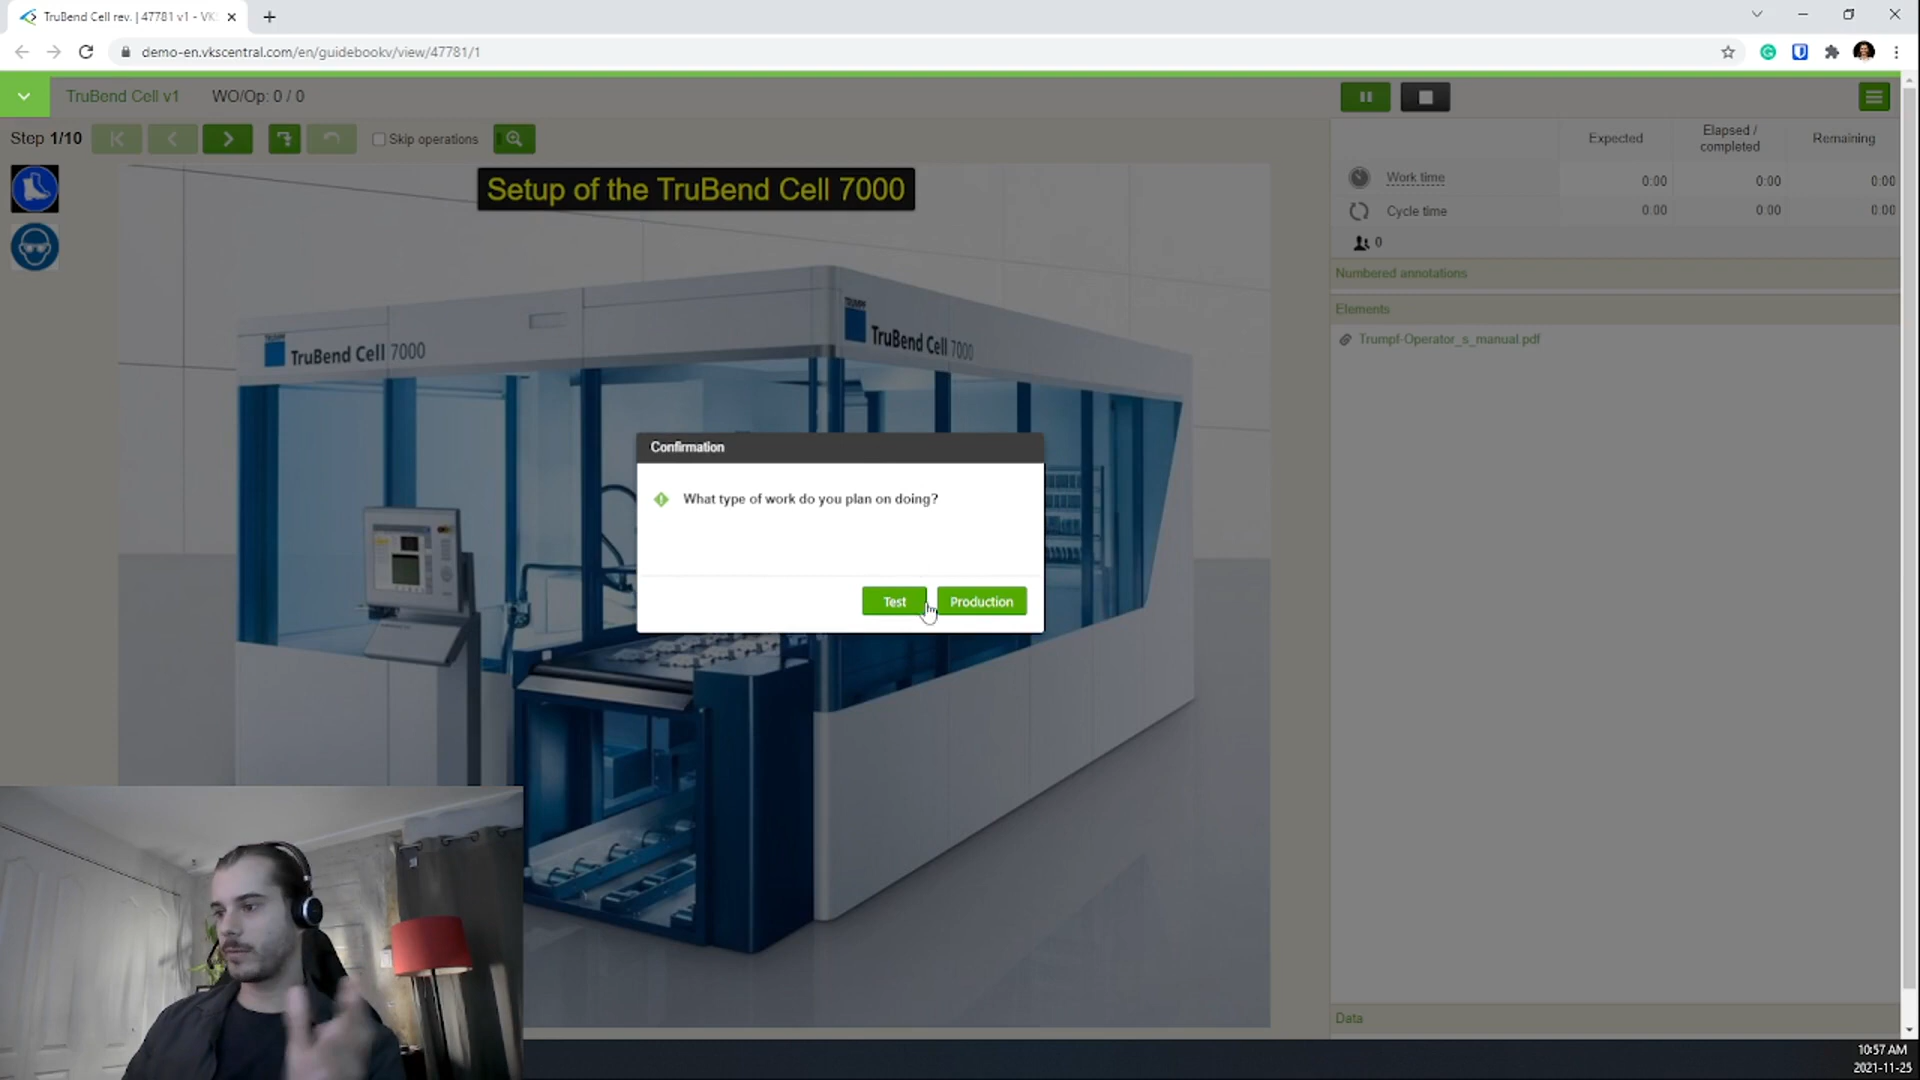 TruBend Cell rev. | 47781 v1 - VK
demo-en.vkscentral.com/en/guidebookv/view/47781/1
TruBend Cell v1 WO/Op: 0 / 0
Step 1/10 Skip operations
Expected Elapsed / completed Remaining
Work time 0:00 0:00 0:00
Cycle time 0:00 0:00 0:00
0
Numbered annotations
Elements
Trumpf-Operator_s_manual.pdf
Data
Setup of the TruBend Cell 7000
TRUMPF
TruBend Cell 7000
TRUMPF
TruBend Cell 7000
Confirmation
What type of work do you plan on doing?
Test Production
10:57 AM
2021-11-25